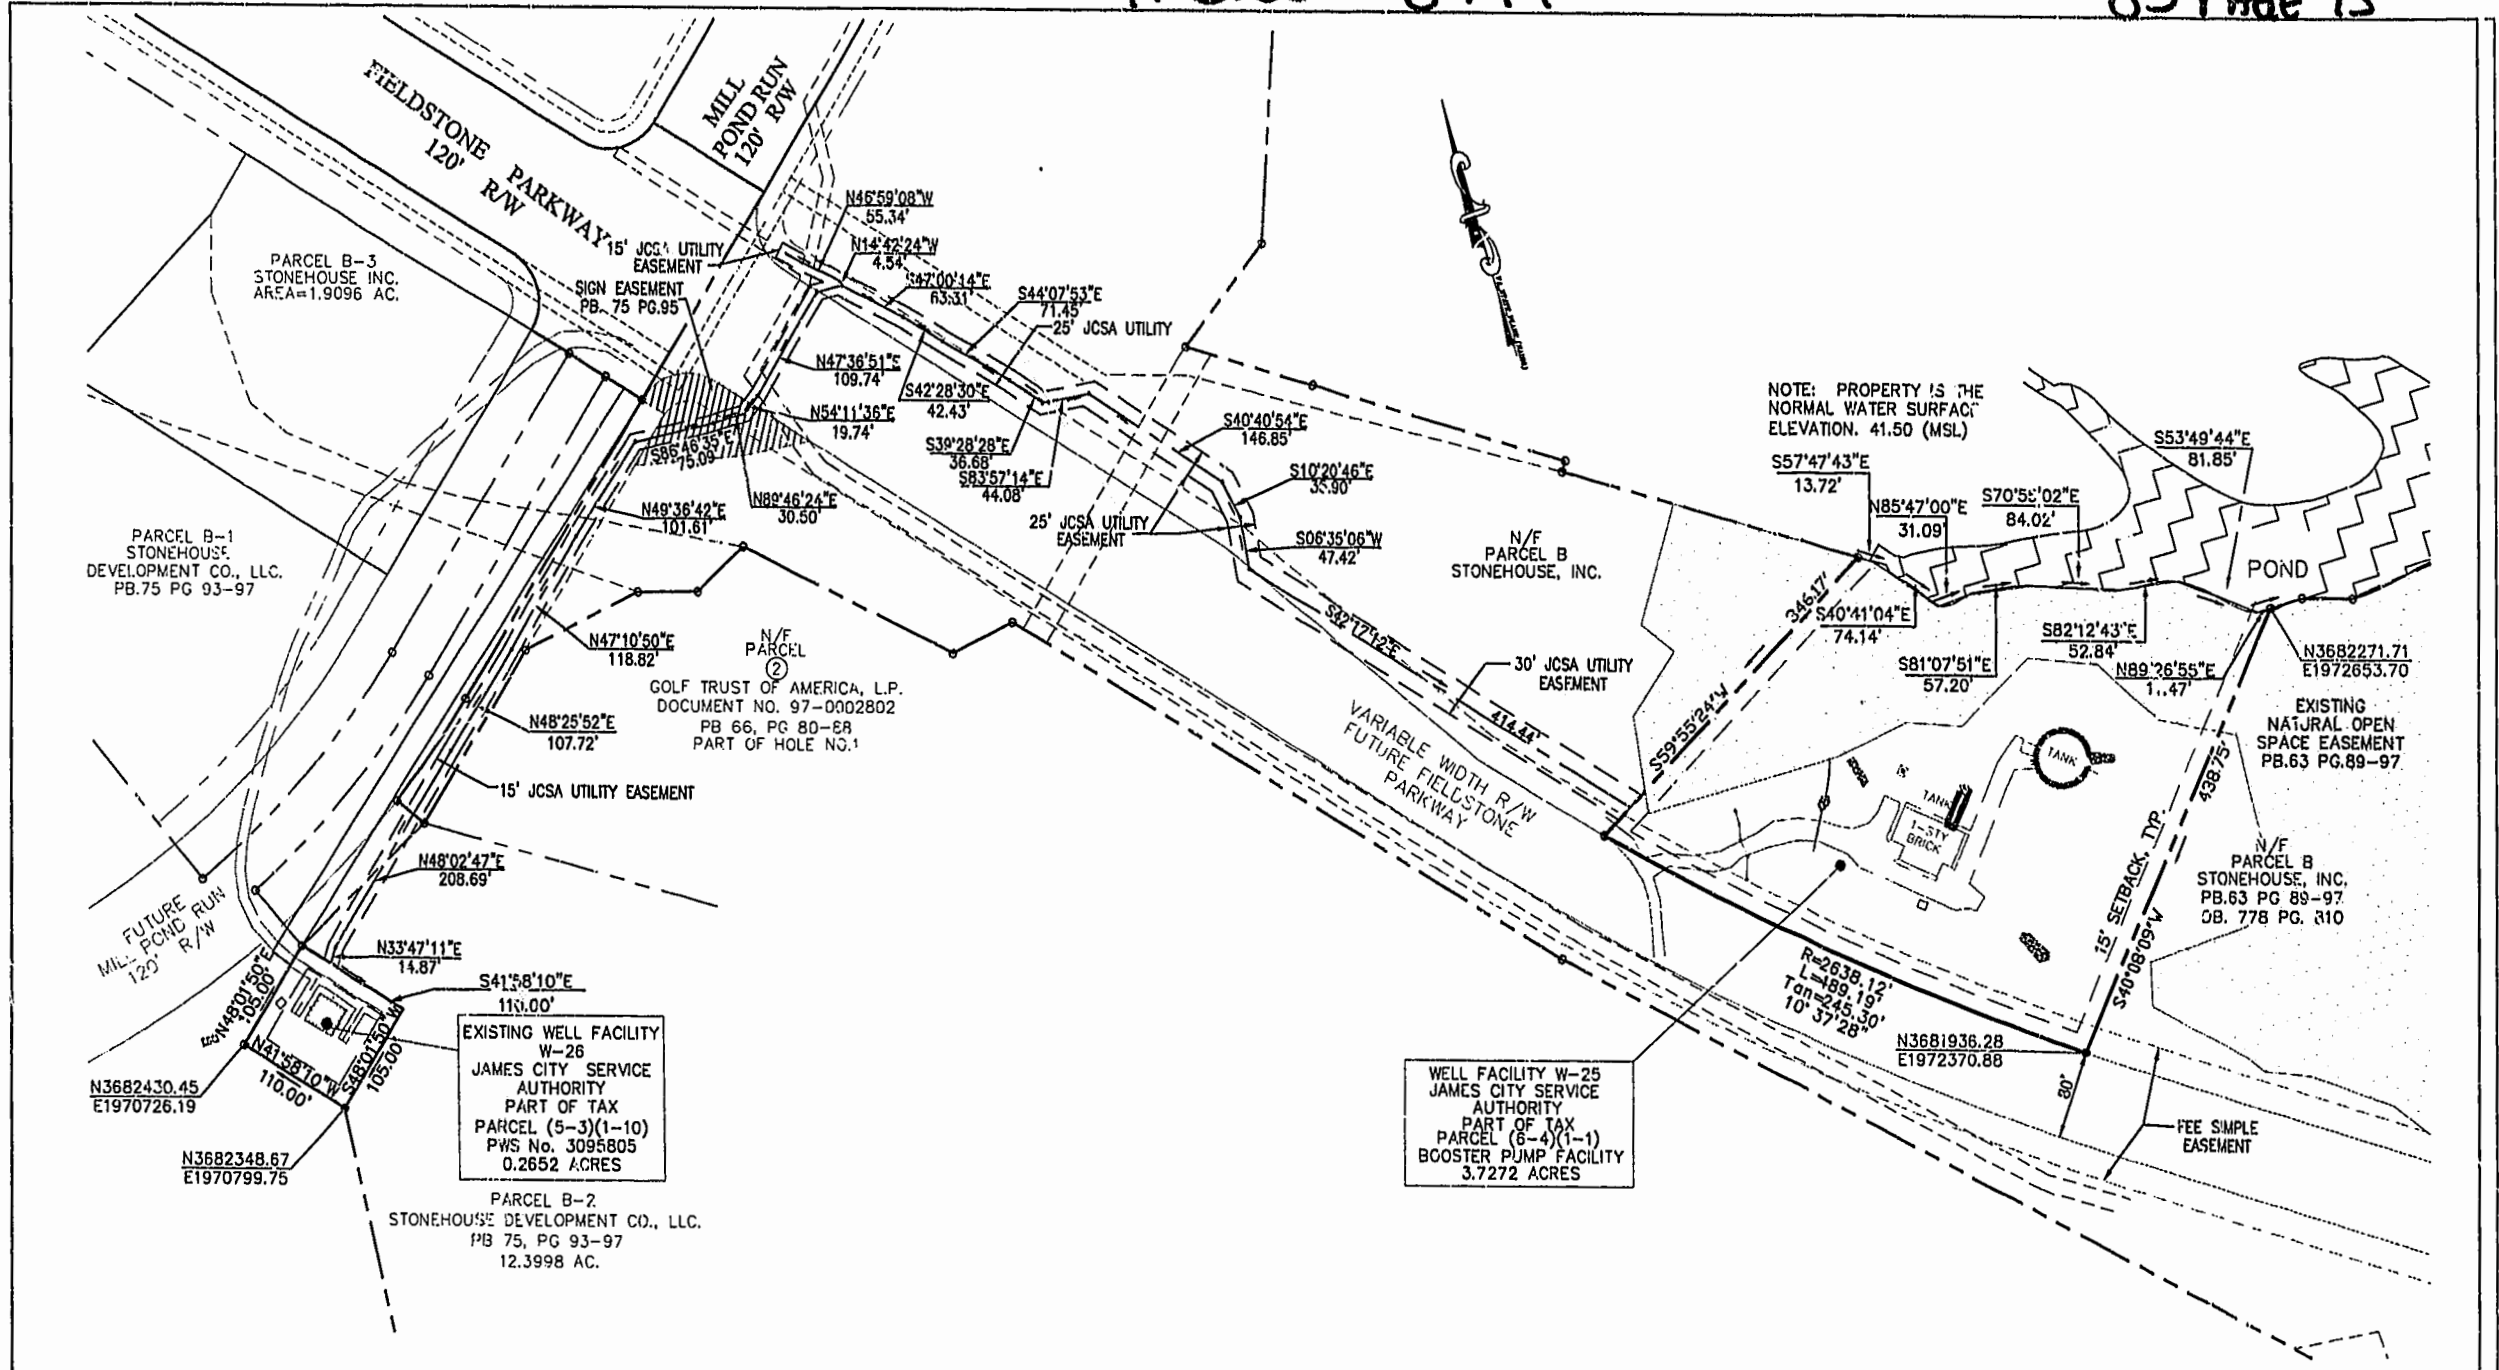 PAGE 15
FIELDSTONE PARKWAY
120' R/W
MILL
POND RUN
120' R/W
PARCEL B-3
STONEHOUSE INC.
AREA=1.9096 AC.
15' JCSA UTILITY
EASEMENT
SIGN EASEMENT
PB. 75 PG.95
N46°59'08"W
55.34'
N14°42'24"W
4.54'
S47°00'14"E
63.31'
S44°07'53"E
71.45'
25' JCSA UTILITY
N47°36'51"E
109.74'
S42°28'30"E
42.43'
N54°11'36"E
19.74'
S86°46'35"E
75.09'
S39°28'28"E
36.68'
S83°57'14"E
44.08'
S40°40'54"E
146.85'
S10°20'46"E
N49°36'42"E
101.61'
N89°46'24"E
30.50'
25' JCSA UTILITY
EASEMENT
S06°35'06"W
47.42'
NOTE: PROPERTY IS THE
NORMAL WATER SURFACE
ELEVATION. 41.50 (MSL)
S53°49'44"E
81.85'
S57°47'43"E
13.72'
N85°47'00"E
31.09'
84.02'
POND
N/F
PARCEL B
STONEHOUSE, INC.
PARCEL B-1
STONEHOUSE
DEVELOPMENT CO., LLC.
PB.75 PG 93-97
346.17'
S59°55'24"W
S40°41'04"E
74.14'
S81°07'51"E
57.20'
S82°12'43"E
52.84'
N89°26'55"E
N3682271.71
E1972653.70
N47°10'50"E
118.82'
N/F
PARCEL
2
GOLF TRUST OF AMERICA, L.P.
DOCUMENT NO. 97-0002802
PB 66, PG 80-88
PART OF HOLE NO.1
S42°17'12"E
414.44'
30' JCSA UTILITY
EASEMENT
EXISTING
NATURAL OPEN
SPACE EASEMENT
PB.63 PG.89-97
N48°25'52"E
107.72'
15' JCSA UTILITY EASEMENT
VARIABLE WIDTH R/W
FUTURE FIELDSTONE
PARKWAY
TANK
TANK
1-STY
BRICK
438.75'
S40°08'09"W
15' SETBACK, TYP.
N/F
PARCEL B
STONEHOUSE, INC.
PB.63 PG 89-97
DB. 778 PG. 310
N48°02'47"E
208.69'
FUTURE
MILL POND RUN
120' R/W
N33°47'11"E
14.87'
S41°58'10"E
110.00'
N48°01'50"E
105.00'
S48°01'50"W
105.00'
N41°58'10"W
110.00'
N3682430.45
E1970726.19
N3682348.67
E1970799.75
EXISTING WELL FACILITY
W-26
JAMES CITY SERVICE
AUTHORITY
PART OF TAX
PARCEL (5-3)(1-10)
PWS No. 3095805
0.2652 ACRES
PARCEL B-2
STONEHOUSE DEVELOPMENT CO., LLC.
PB 75, PG 93-97
12.3998 AC.
R=2638.12'
L=489.19'
Tan=245.30'
10°37'28"
N3681936.28
E1972370.88
80'
FEE SIMPLE
EASEMENT
WELL FACILITY W-25
JAMES CITY SERVICE
AUTHORITY
PART OF TAX
PARCEL (6-4)(1-1)
BOOSTER PUMP FACILITY
3.7272 ACRES